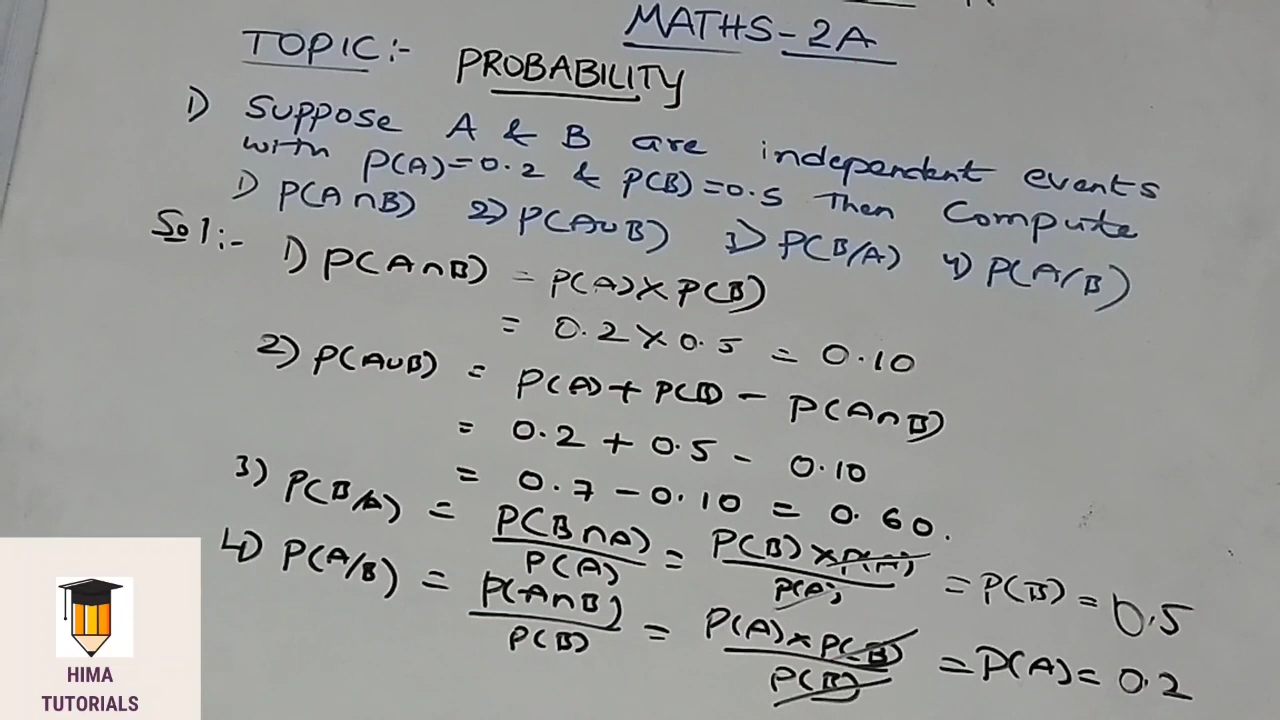 MATHS-2A
TOPIC:- PROBABILITY
1) Suppose A & B are independent events
with P(A)=0.2 & P(B)=0.5 Then Compute
1) P(A∩B) 2) P(A∪B) 3) P(B/A) 4) P(A/B)
Sol:- 1) P(A∩B) = P(A)×P(B)
= 0.2×0.5 = 0.10
2) P(A∪B) = P(A)+P(B)-P(A∩B)
= 0.2+0.5-0.10
= 0.7-0.10 = 0.60.
3) P(B/A) = P(B∩A)/P(A) = P(B)×P(A)/P(A) = P(B) = 0.5
4) P(A/B) = P(A∩B)/P(B) = P(A)×P(B)/P(B) = P(A) = 0.2
HIMA
TUTORIALS